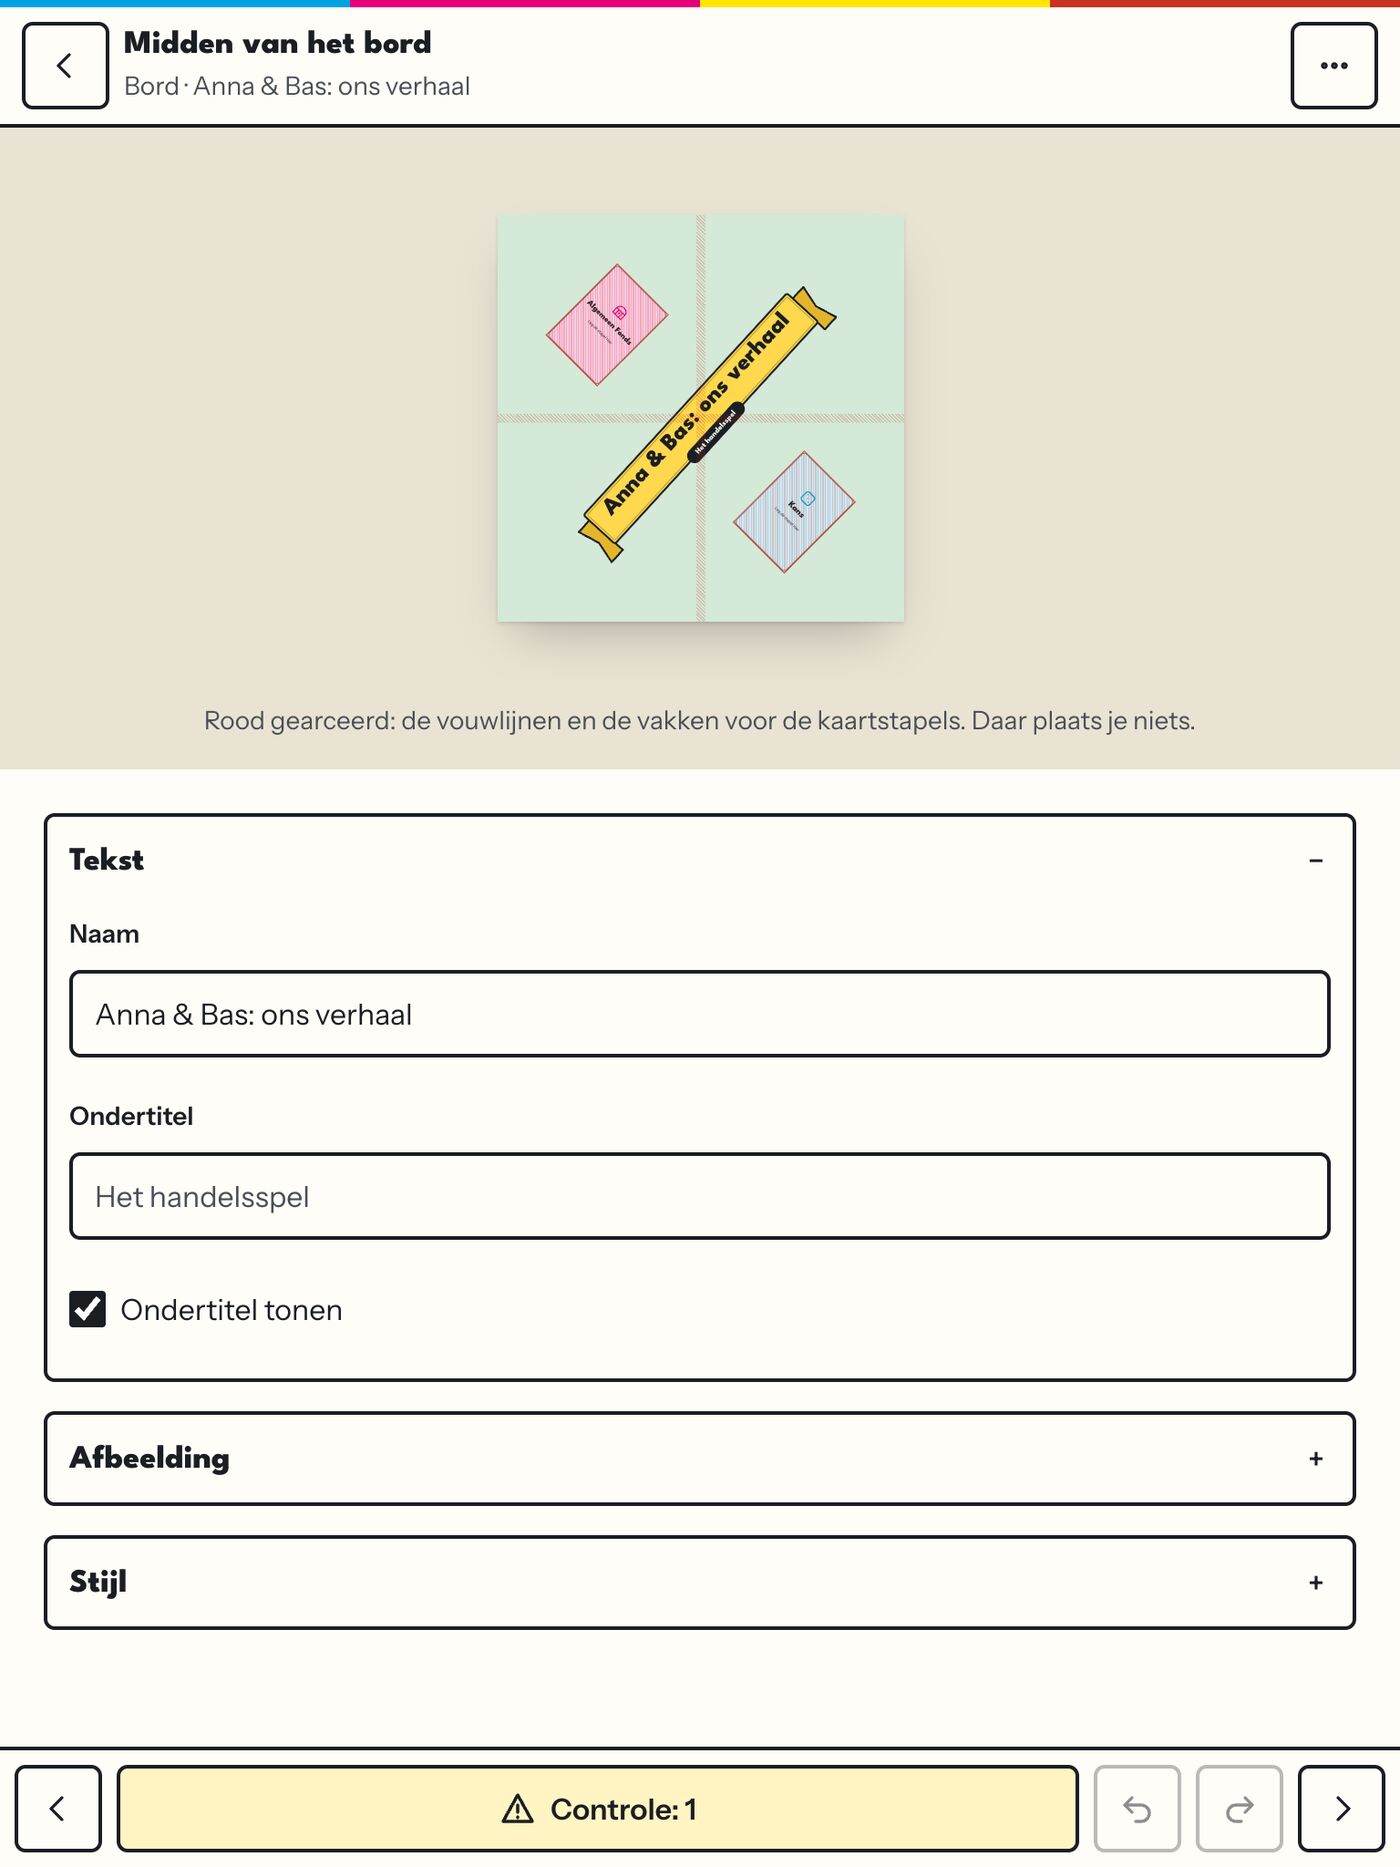 Midden van het bord
Bord · Anna & Bas: ons verhaal
Algemeen Fonds
Anna & Bas: ons verhaal
Het handelsspel
Kans
Rood gearceerd: de vouwlijnen en de vakken voor de kaartstapels. Daar plaats je niets.
Tekst
Naam
Anna & Bas: ons verhaal
Ondertitel
Het handelsspel
Ondertitel tonen
Afbeelding
Stijl
Controle: 1